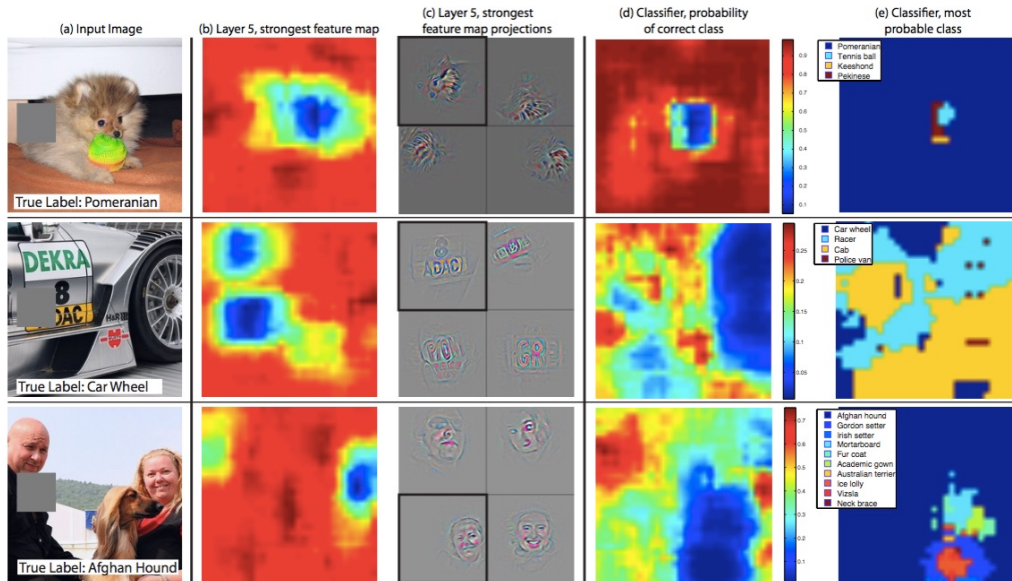 (a) Input Image
(b) Layer 5, strongest feature map
(c) Layer 5, strongest
feature map projections
(d) Classifier, probability
of correct class
(e) Classifier, most
probable class
True Label: Pomeranian
0.9
0.8
0.7
0.6
0.5
0.4
0.3
0.2
0.1
Pomeranian
Tennis ball
Keeshond
Pekinese
DEKRA
8
ADAC
H&R
True Label: Car Wheel
8
ADAC
0.25
0.2
0.15
0.1
0.05
Car wheel
Racer
Cab
Police van
True Label: Afghan Hound
0.7
0.6
0.5
0.4
0.3
0.2
0.1
Afghan hound
Gordon setter
Irish setter
Mortarboard
Fur coat
Academic gown
Australian terrier
Ice lolly
Vizsla
Neck brace